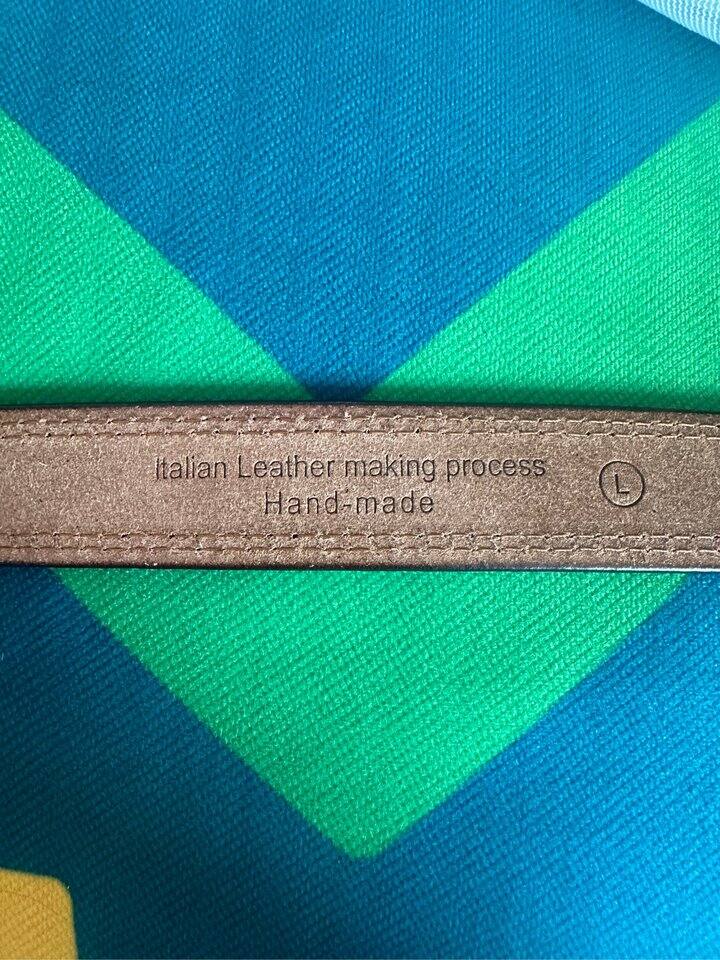 Italian Leather making process
Hand-made
L